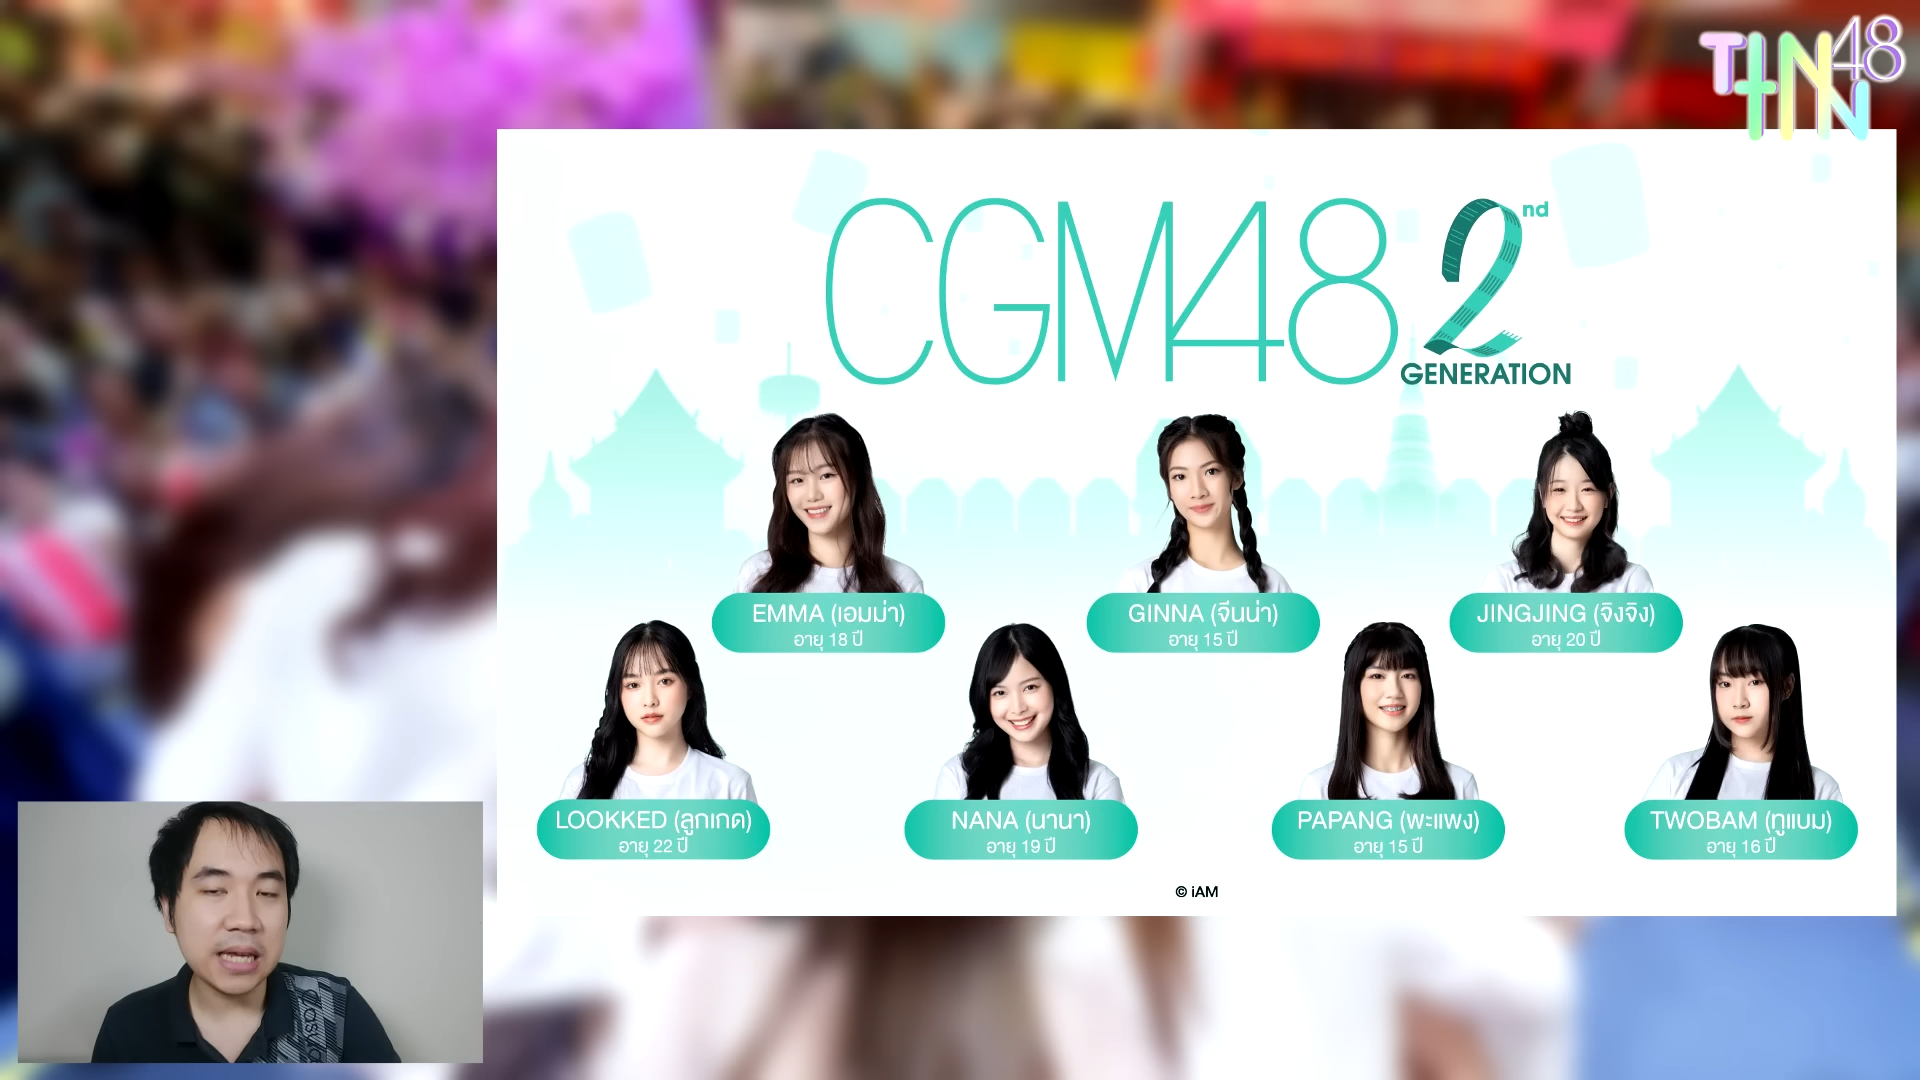 TIN48
TIN
CGM48 2nd
GENERATION
EMMA (เอมม่า)
อายุ 18 ปี
GINNA (จีนน่า)
อายุ 15 ปี
JINGJING (จิงจิง)
อายุ 20 ปี
LOOKKED (ลูกเกด)
อายุ 22 ปี
NANA (นานา)
อายุ 19 ปี
PAPANG (พะแพง)
อายุ 15 ปี
TWOBAM (ทูแบม)
อายุ 16 ปี
© iAM